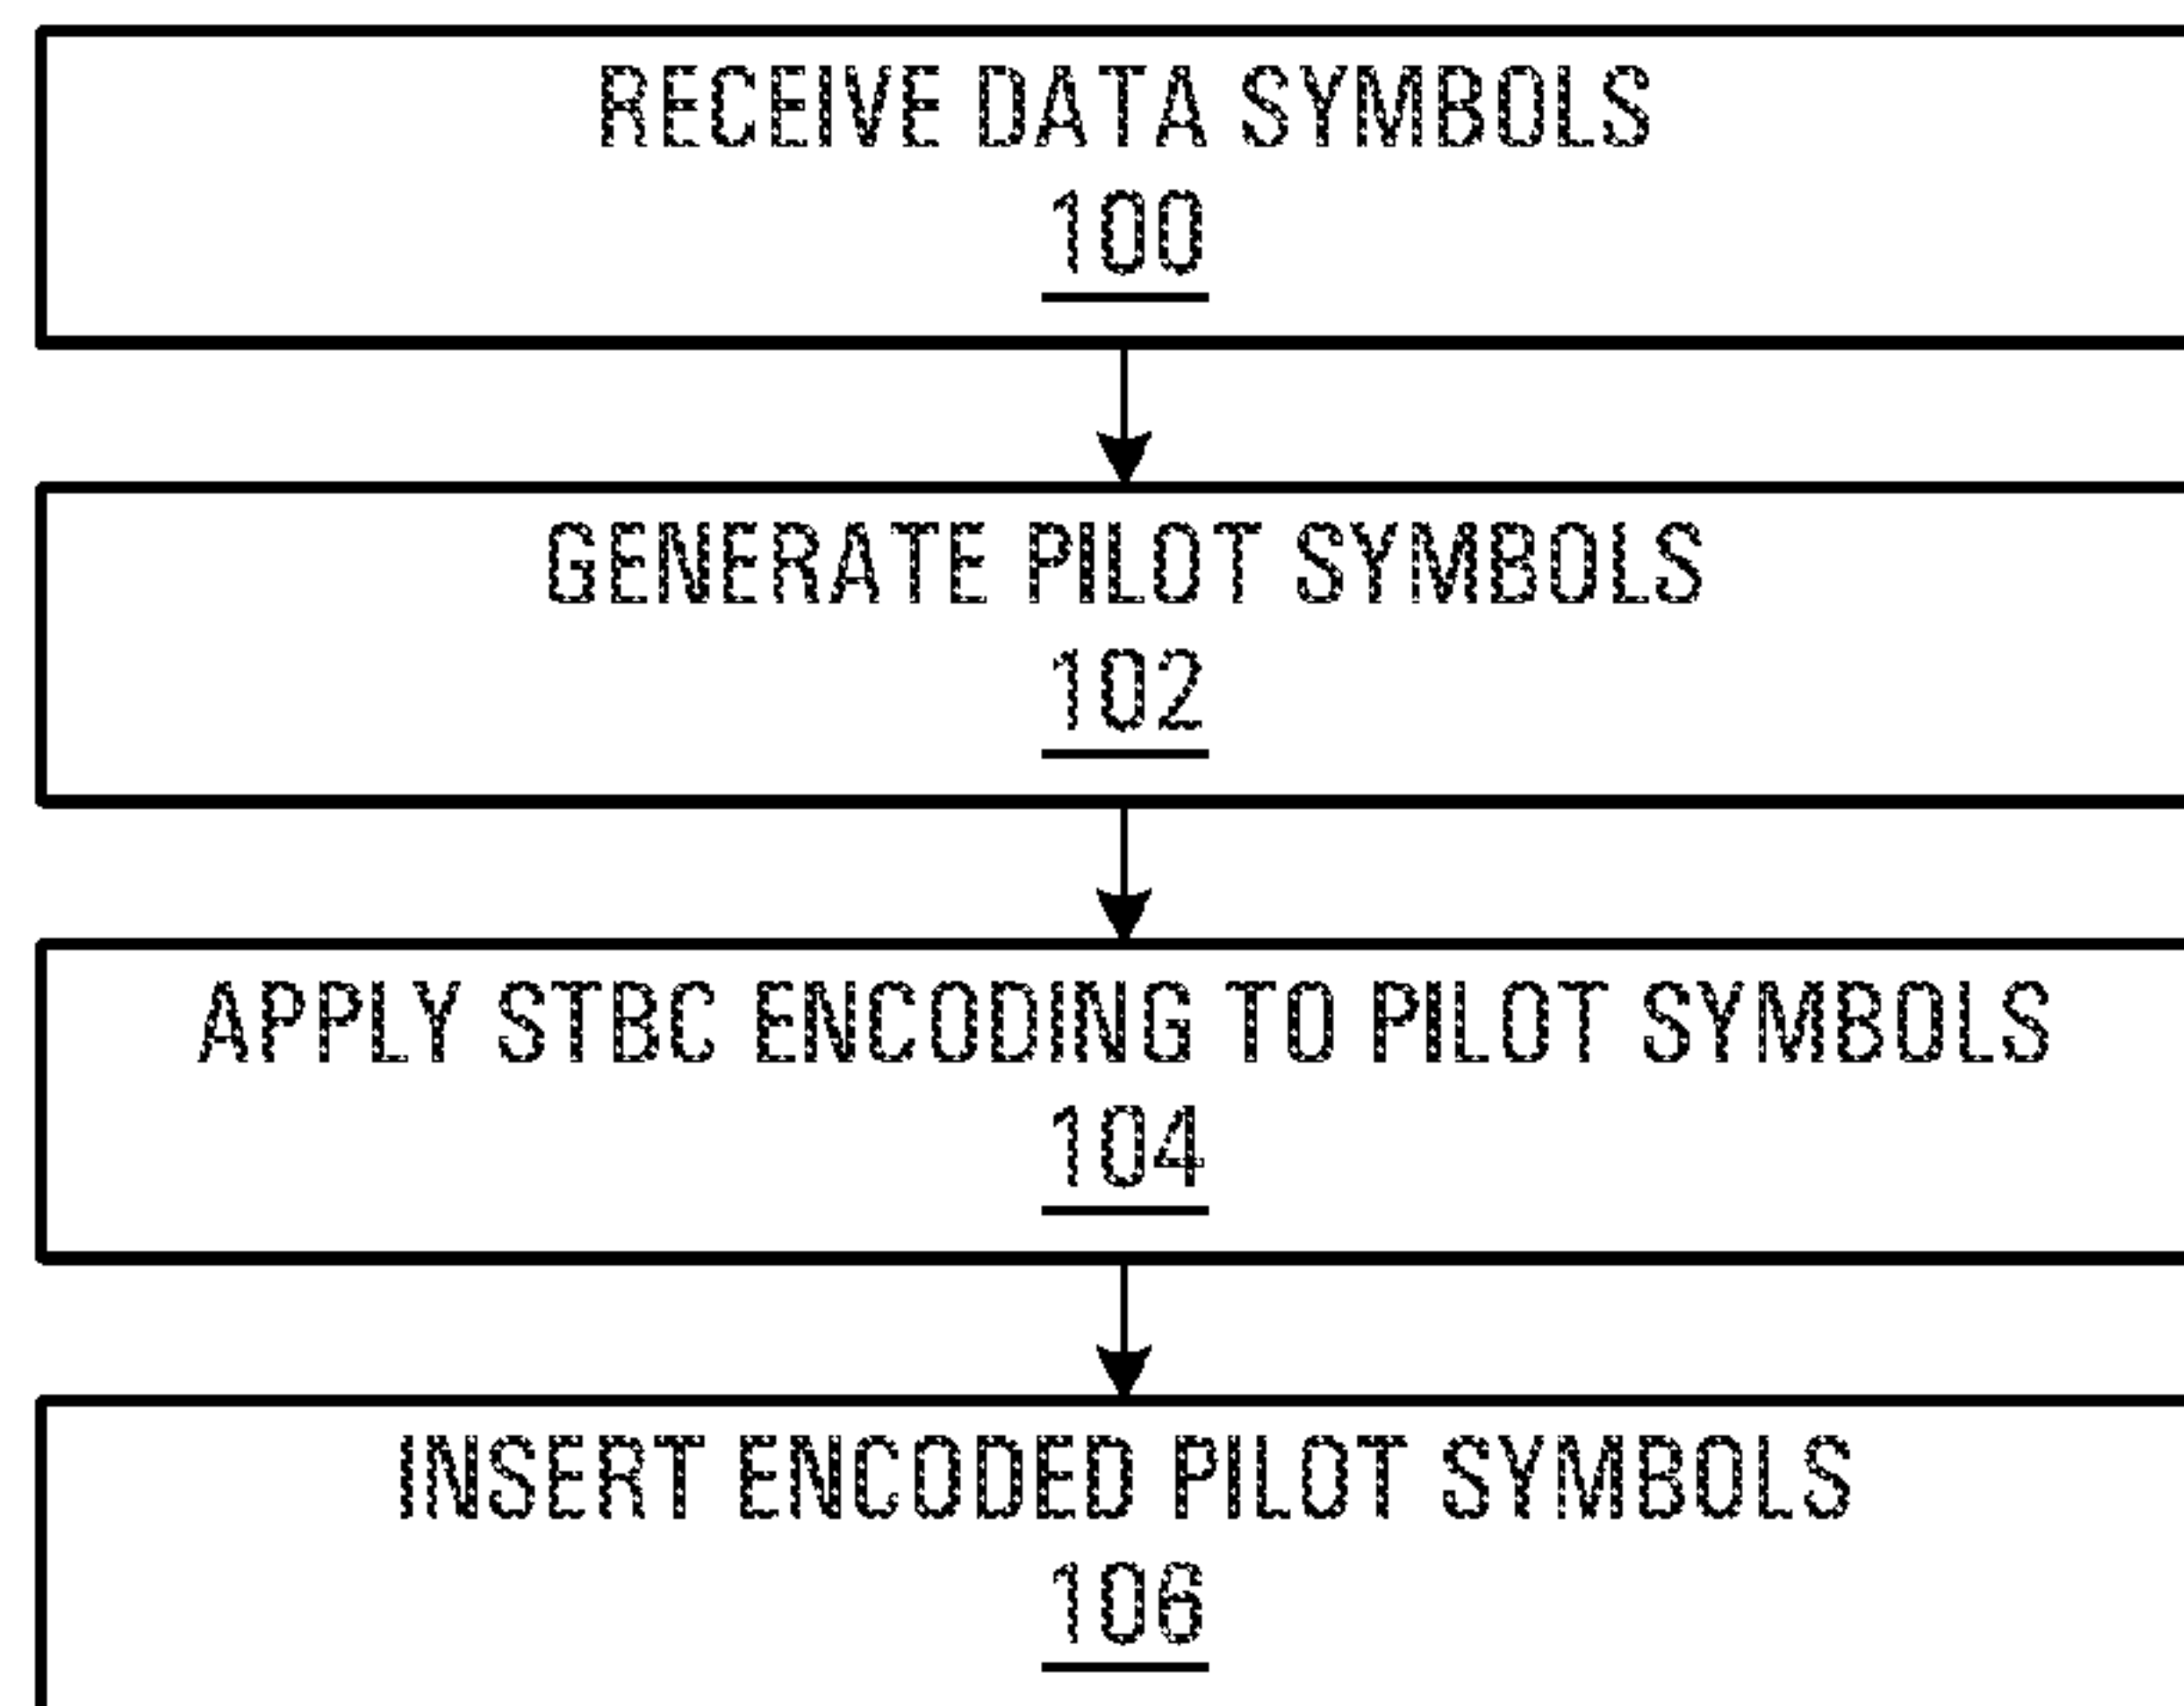 RECEIVE DATA SYMBOLS
100
GENERATE PILOT SYMBOLS
102
APPLY STBC ENCODING TO PILOT SYMBOLS
104
INSERT ENCODED PILOT SYMBOLS
106